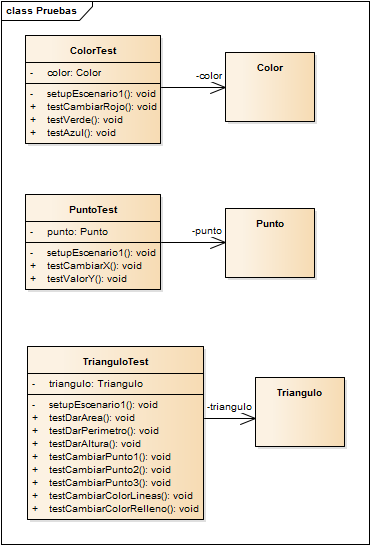 class Pruebas
ColorTest
- color: Color
- setupEscenario1(): void
+ testCambiarRojo(): void
+ testVerde(): void
+ testAzul(): void
-color
Color
PuntoTest
- punto: Punto
- setupEscenario1(): void
+ testCambiarX(): void
+ testValorY(): void
-punto
Punto
TrianguloTest
- triangulo: Triangulo
- setupEscenario1(): void
+ testDarArea(): void
+ testDarPerimetro(): void
+ testDarAltura(): void
+ testCambiarPunto1(): void
+ testCambiarPunto2(): void
+ testCambiarPunto3(): void
+ testCambiarColorLineas(): void
+ testCambiarColorRelleno(): void
-triangulo
Triangulo